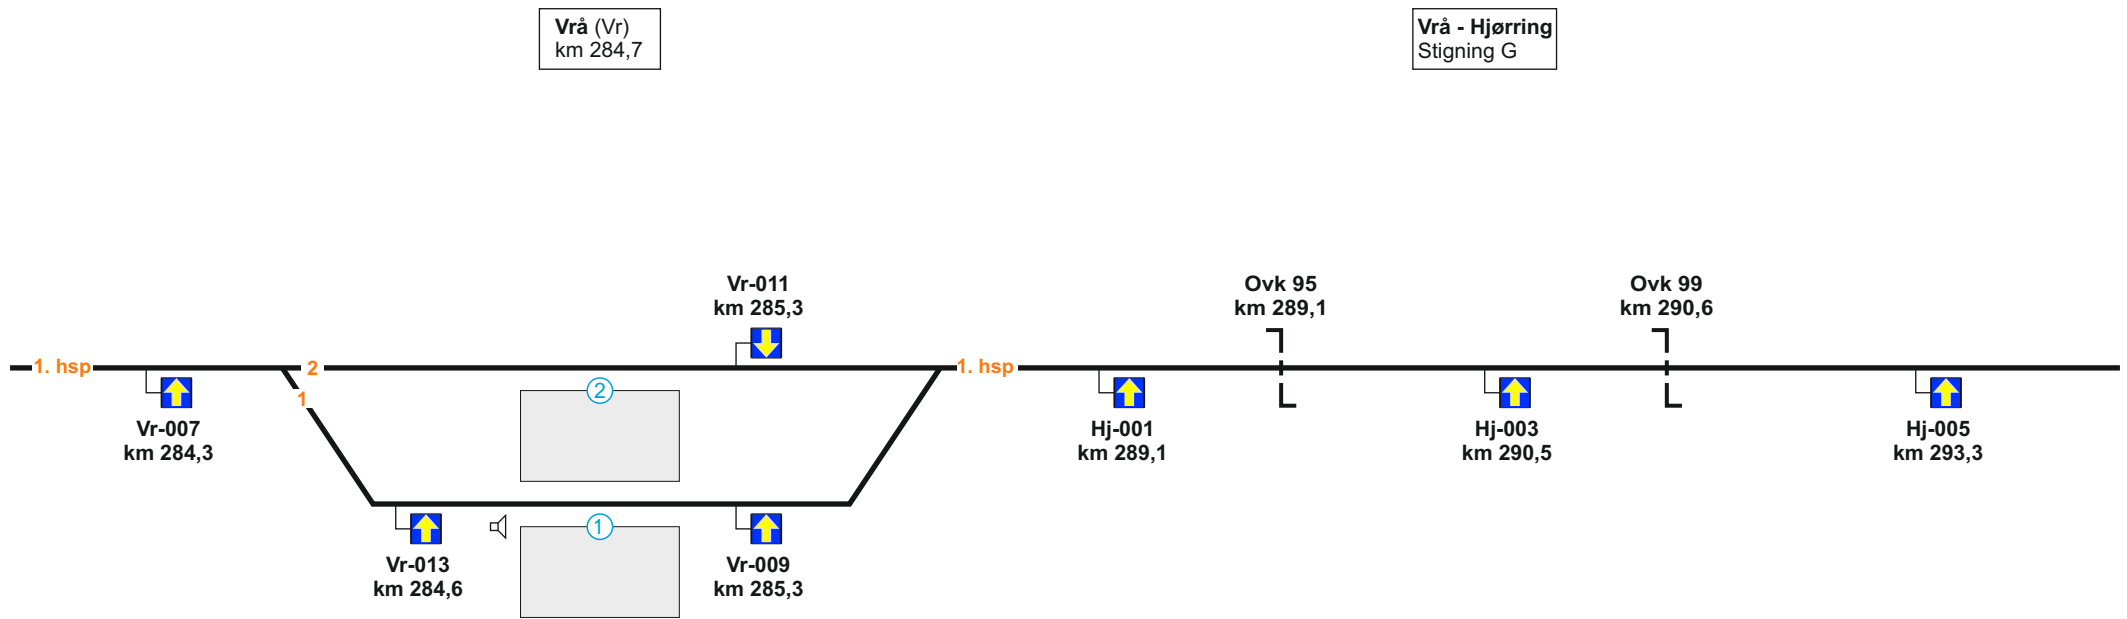 Vrå (Vr)
km 284,7
Vrå - Hjørring
Stigning G
Vr-011
km 285,3
Ovk 95
km 289,1
Ovk 99
km 290,6
1. hsp
2
1. hsp
1
2
Vr-007
km 284,3
Hj-001
km 289,1
Hj-003
km 290,5
Hj-005
km 293,3
1
Vr-013
km 284,6
Vr-009
km 285,3